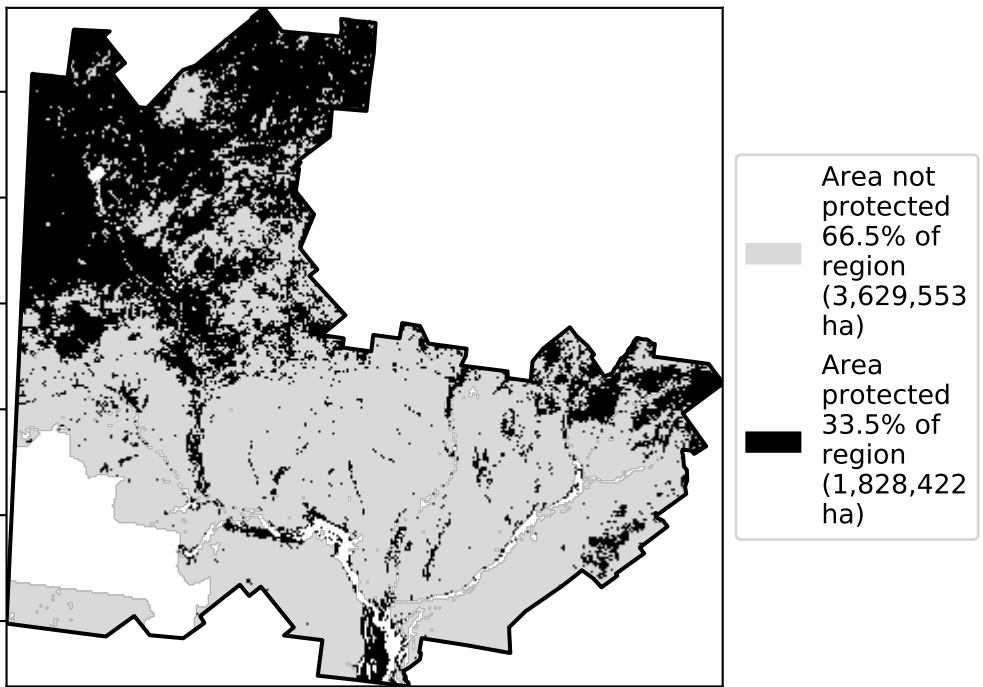 Area not
protected
66.5% of
region
(3,629,553
ha)
Area
protected
33.5% of
region
(1,828,422
ha)